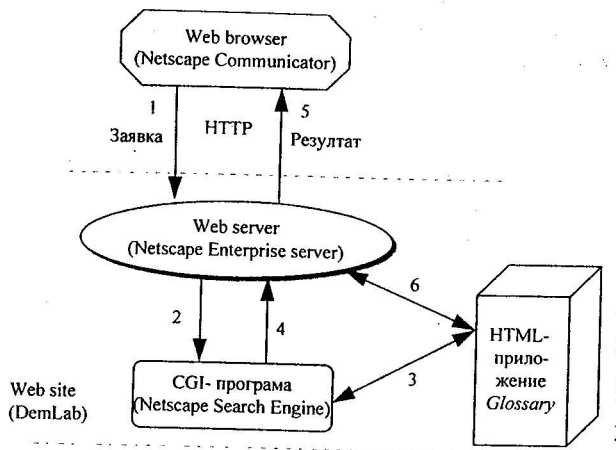 Web browser
(Netscape Communicator)
1
5
HTTP
Заявка
Резултат
Web server
(Netscape Enterprise server)
6
2
4
3
HTML-
прило-
жение
Glossary
CGI- програма
(Netscape Search Engine)
Web site
(DemLab)